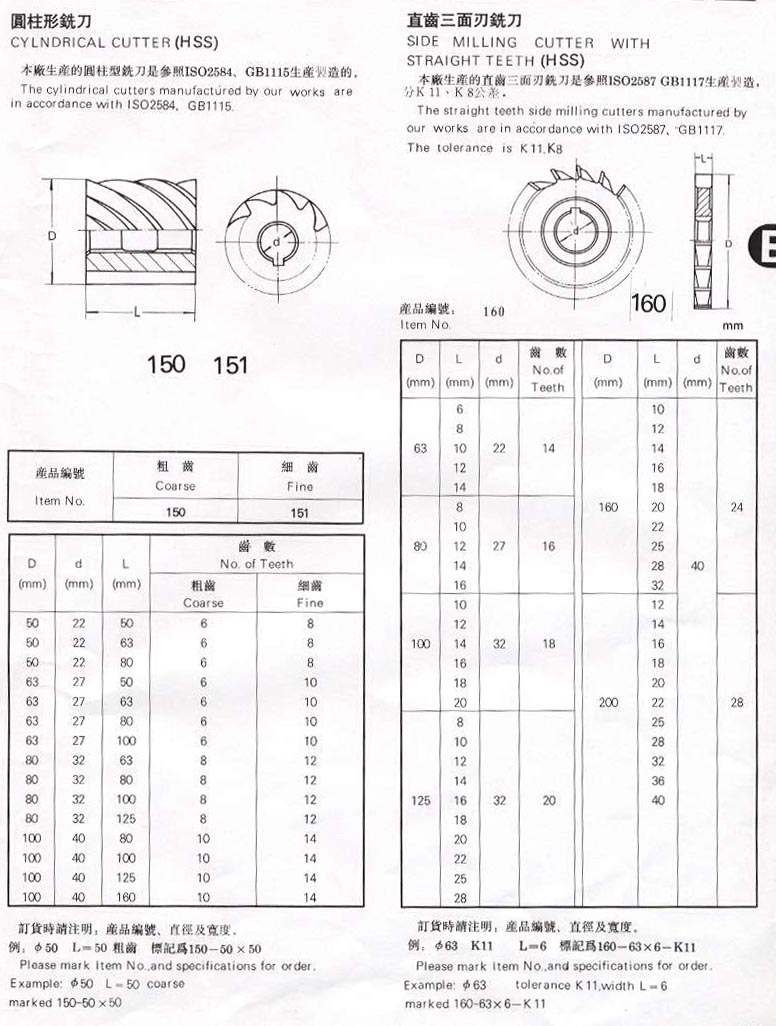 圓柱形銑刀
CYLNDRICAL CUTTER (HSS)
本廠生產的圓柱型銑刀是參照ISO2584、GB1115生產製造的.
The cylindrical cutters manufactured by our works are
in accordance with ISO2584, GB1115.
D
d
L
150 151
產品編號 粗齒 細齒
Item No. Coarse Fine
150 151
齒數
D d L No. of Teeth
(mm) (mm) (mm) 粗齒 細齒
Coarse Fine
50 22 50 6 8
50 22 63 6 8
50 22 80 6 8
63 27 50 6 10
63 27 63 6 10
63 27 80 6 10
63 27 100 6 10
80 32 63 8 12
80 32 80 8 12
80 32 100 8 12
80 32 125 8 12
100 40 80 10 14
100 40 100 10 14
100 40 125 10 14
100 40 160 10 14
訂貨時請注明：產品編號、直徑及寬度.
例：φ50 L=50 粗齒 標記爲150-50×50
Please mark Item No.,and specifications for order.
Example: φ50 L=50 coarse
marked 150-50×50
直齒三面刃銑刀
SIDE MILLING CUTTER WITH
STRAIGHT TEETH (HSS)
本廠生產的直齒三面刃銑刀是參照ISO2587 GB1117生產製造,
分K11、K8公差.
The straight teeth side milling cutters manufactured by
our works are in accordance with ISO2587, GB1117.
The tolerance is K11.K8
L
d
D
E
產品編號： 160 160
Item No. mm
D L d 齒數 D L d 齒數
(mm) (mm) (mm) No.of Teeth (mm) (mm) (mm) No.of Teeth
6 10
8 12
63 10 22 14 14
12 16
14 18
8 160 20 24
10 22
80 12 27 16 25
14 28 40
16 32
10 12
12 14
100 14 32 18 16
16 18
18 20
20 200 22 28
8 25
10 28
12 32
14 36
125 16 32 20 40
18
20
22
25
28
訂貨時請注明：產品編號、直徑及寬度.
例：φ63 K11 L=6 標記爲160-63×6-K11
Please mark Item No.,and specifications for order.
Example: φ63 tolerance K11,width L=6
marked 160-63×6-K11